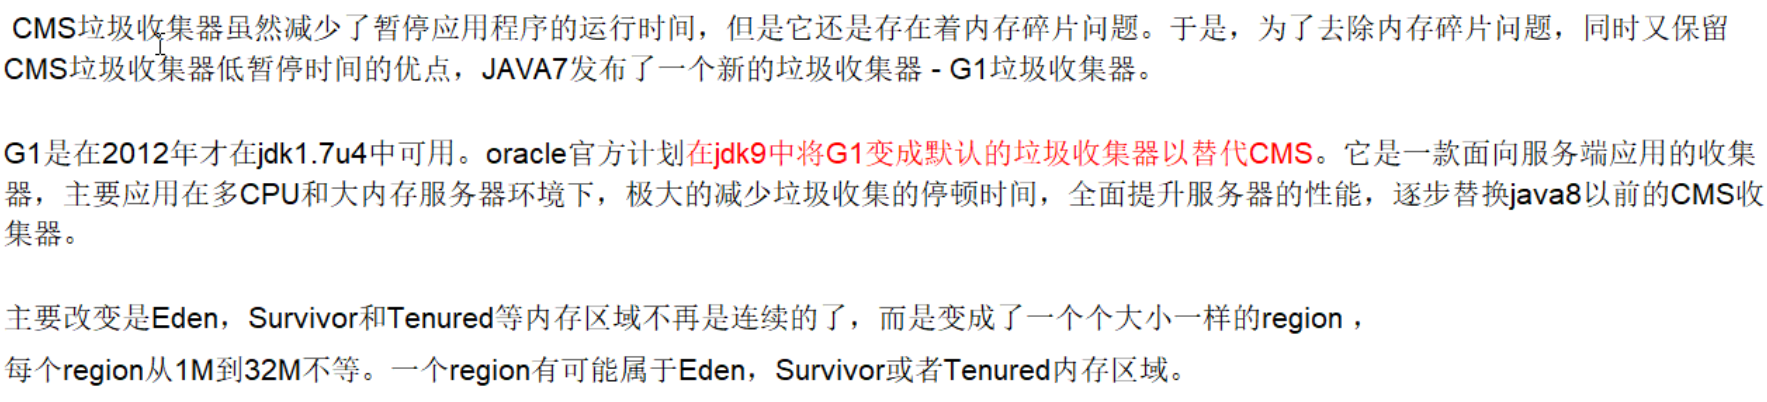 CMS垃圾收集器虽然减少了暂停应用程序的运行时间，但是它还是存在着内存碎片问题。于是，为了去除内存碎片问题，同时又保留
CMS垃圾收集器低暂停时间的优点，JAVA7发布了一个新的垃圾收集器 - G1垃圾收集器。
G1是在2012年才在jdk1.7u4中可用。oracle官方计划在jdk9中将G1变成默认的垃圾收集器以替代CMS。它是一款面向服务端应用的收集
器，主要应用在多CPU和大内存服务器环境下，极大的减少垃圾收集的停顿时间，全面提升服务器的性能，逐步替换java8以前的CMS收
集器。
主要改变是Eden，Survivor和Tenured等内存区域不再是连续的了，而是变成了一个个大小一样的region ，
每个region从1M到32M不等。一个region有可能属于Eden，Survivor或者Tenured内存区域。